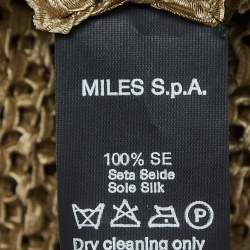 MILES S.p.A.
100% SE
Seta Seide
Soie Silk
P
Dry cleaning only